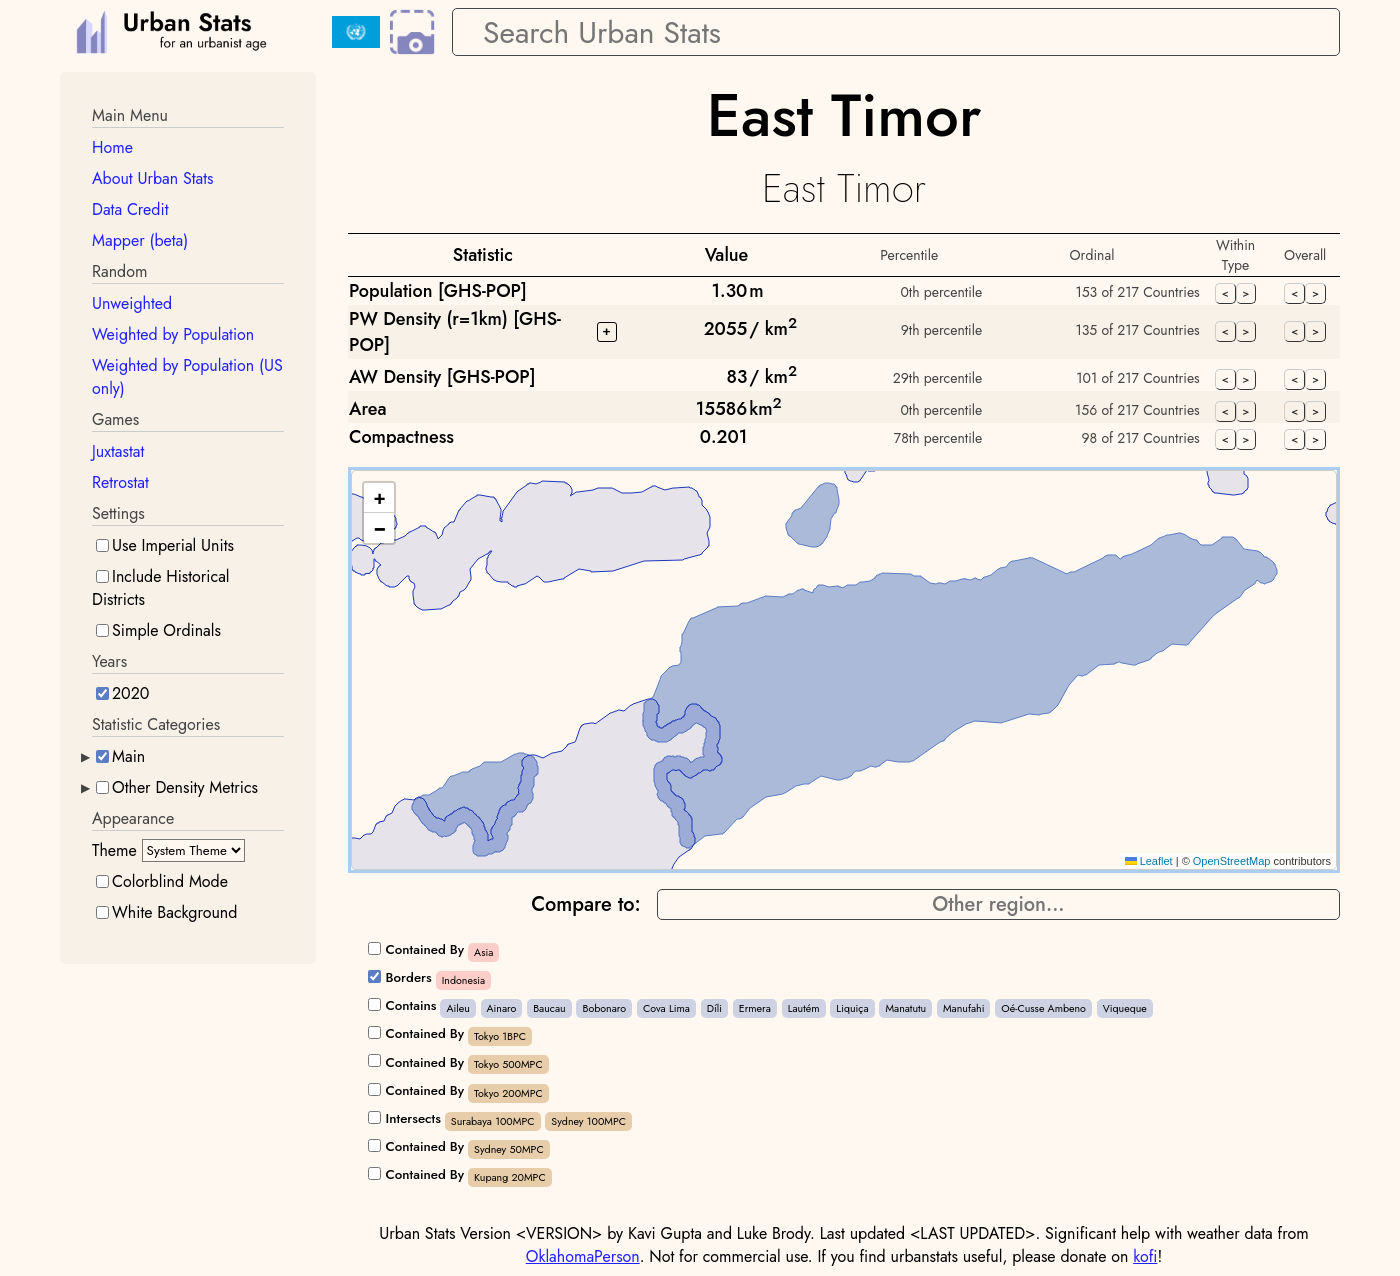 Urban Stats
for an urbanist age
Search Urban Stats
Main Menu
Home
About Urban Stats
Data Credit
Mapper (beta)
Random
Unweighted
Weighted by Population
Weighted by Population (US
only)
Games
Juxtastat
Retrostat
Settings
Use Imperial Units
Include Historical
Districts
Simple Ordinals
Years
2020
Statistic Categories
Main
Other Density Metrics
Appearance
Theme System Theme
Colorblind Mode
White Background
East Timor
East Timor
Statistic Value Percentile Ordinal Within Type Overall
Population [GHS-POP] 1.30 m 0th percentile 153 of 217 Countries < > < >
PW Density (r=1km) [GHS-
POP] + 2055 / km² 9th percentile 135 of 217 Countries < > < >
AW Density [GHS-POP] 83 / km² 29th percentile 101 of 217 Countries < > < >
Area 15586 km² 0th percentile 156 of 217 Countries < > < >
Compactness 0.201 78th percentile 98 of 217 Countries < > < >
+
−
Leaflet | © OpenStreetMap contributors
Compare to: Other region...
Contained By Asia
Borders Indonesia
Contains Aileu Ainaro Baucau Bobonaro Cova Lima Díli Ermera Lautém Liquiça Manatutu Manufahi Oé-Cusse Ambeno Viqueque
Contained By Tokyo 1BPC
Contained By Tokyo 500MPC
Contained By Tokyo 200MPC
Intersects Surabaya 100MPC Sydney 100MPC
Contained By Sydney 50MPC
Contained By Kupang 20MPC
Urban Stats Version <VERSION> by Kavi Gupta and Luke Brody. Last updated <LAST UPDATED>. Significant help with weather data from
OklahomaPerson. Not for commercial use. If you find urbanstats useful, please donate on kofi!